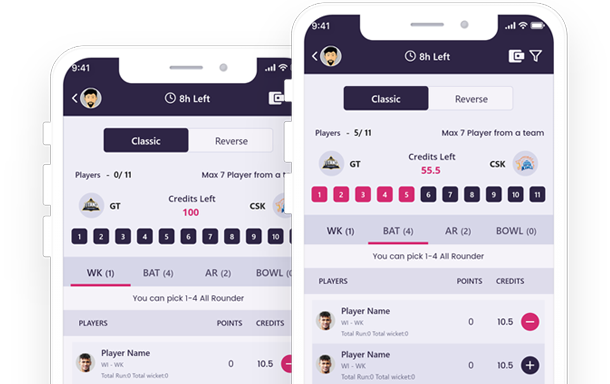 9:41
8h Left
Classic Reverse
Players - 0/ 11 Max 7 Player from a
GT Credits Left CSK
100
1 2 3 4 5 6 7 8 9 10
WK (1) BAT (4) AR (2) BOWL (0
You can pick 1-4 All Rounder
PLAYERS POINTS CREDITS
Player Name
WI - WK
Total Run:0 Total wicket:0
0 10.5
9:41
8h Left
Classic Reverse
Players - 5/ 11 Max 7 Player from a team
GT Credits Left CSK
55.5
1 2 3 4 5 6 7 8 9 10 11
WK (1) BAT (4) AR (2) BOWL (0)
You can pick 1-4 All Rounder
PLAYERS POINTS CREDITS
Player Name
WI - WK
Total Run:0 Total wicket:0
0 10.5
Player Name
WI - WK
Total Run:0 Total wicket:0
0 10.5